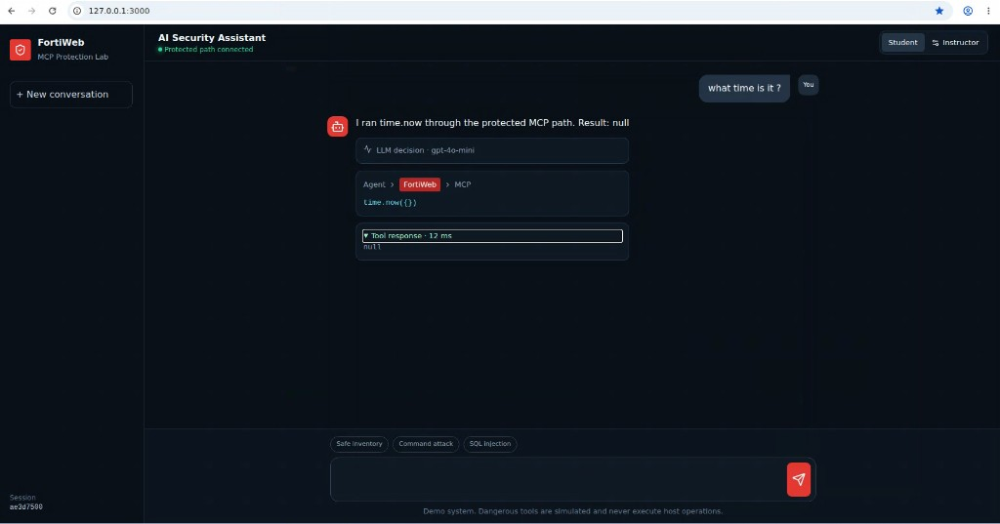 127.0.0.1:3000
FortiWeb
MCP Protection Lab
+ New conversation
AI Security Assistant
Protected path connected
Student
Instructor
what time is it ?
You
I ran time.now through the protected MCP path. Result: null
LLM decision · gpt-4o-mini
Agent › FortiWeb › MCP
time.now({})
▾ Tool response · 12 ms
null
Safe inventory
Command attack
SQL injection
Demo system. Dangerous tools are simulated and never execute host operations.
Session
ae3d7500